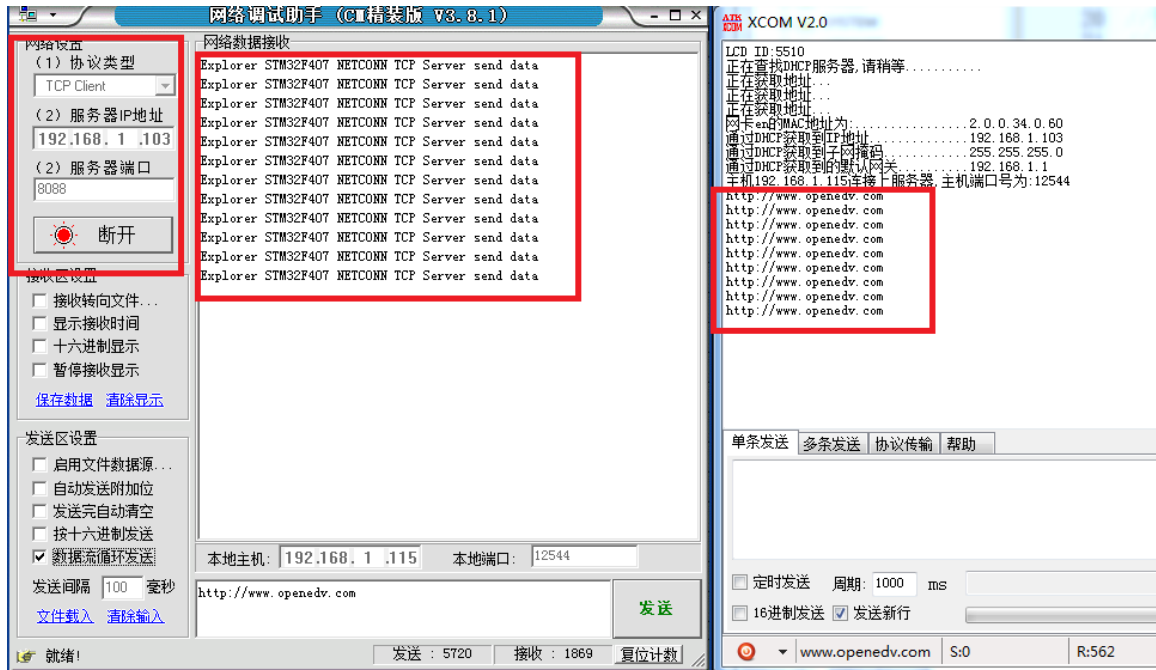 网络调试助手 (CⅢ精装版 V3.8.1)
网络设置
(1) 协议类型
TCP Client
(2) 服务器IP地址
192.168. 1 .103
(2) 服务器端口
8088
断开
接收区设置
接收转向文件...
显示接收时间
十六进制显示
暂停接收显示
保存数据 清除显示
发送区设置
启用文件数据源...
自动发送附加位
发送完自动清空
按十六进制发送
数据流循环发送
发送间隔 100 毫秒
文件载入 清除输入
就绪!
网络数据接收
Explorer STM32F407 NETCONN TCP Server send data
Explorer STM32F407 NETCONN TCP Server send data
Explorer STM32F407 NETCONN TCP Server send data
Explorer STM32F407 NETCONN TCP Server send data
Explorer STM32F407 NETCONN TCP Server send data
Explorer STM32F407 NETCONN TCP Server send data
Explorer STM32F407 NETCONN TCP Server send data
Explorer STM32F407 NETCONN TCP Server send data
Explorer STM32F407 NETCONN TCP Server send data
Explorer STM32F407 NETCONN TCP Server send data
Explorer STM32F407 NETCONN TCP Server send data
Explorer STM32F407 NETCONN TCP Server send data
本地主机: 192.168. 1 .115 本地端口: 12544
http://www.openedv.com
发送
发送 : 5720 接收 : 1869 复位计数
ATK XCOM XCOM V2.0
LCD ID:5510
正在查找DHCP服务器,请稍等...........
正在获取地址...
正在获取地址...
正在获取地址...
网卡en的MAC地址为:................2.0.0.34.0.60
通过DHCP获取到IP地址..............192.168.1.103
通过DHCP获取到子网掩码............255.255.255.0
通过DHCP获取到的默认网关..........192.168.1.1
主机192.168.1.115连接上服务器,主机端口号为:12544
http://www.openedv.com
http://www.openedv.com
http://www.openedv.com
http://www.openedv.com
http://www.openedv.com
http://www.openedv.com
http://www.openedv.com
http://www.openedv.com
http://www.openedv.com
单条发送 多条发送 协议传输 帮助
定时发送 周期: 1000 ms
16进制发送 发送新行
www.openedv.com S:0 R:562